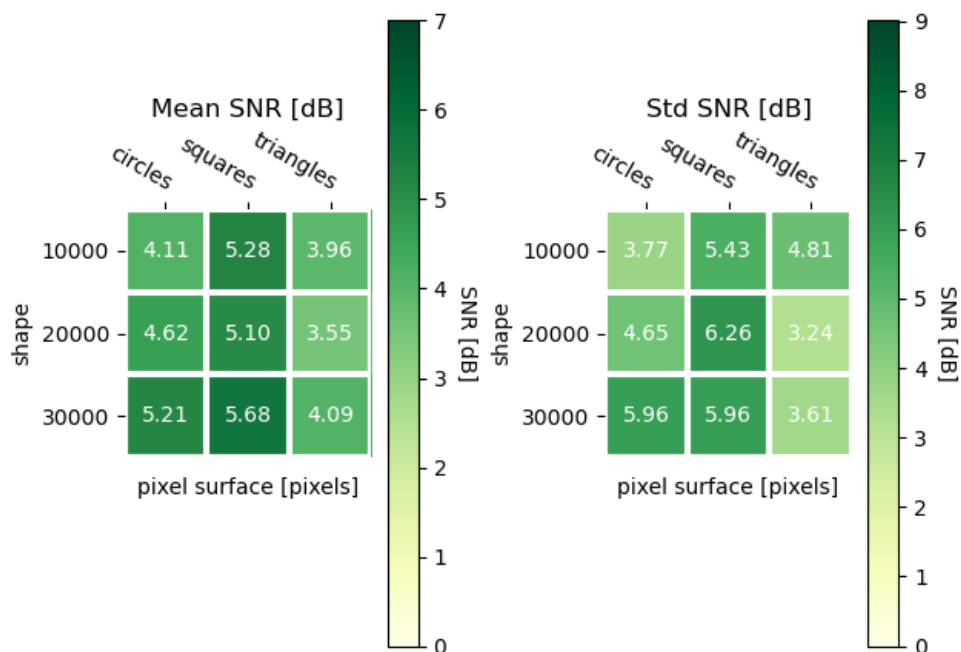 Mean SNR [dB]
circles
squares
triangles
10000 4.11 5.28 3.96
20000 4.62 5.10 3.55
30000 5.21 5.68 4.09
shape
pixel surface [pixels]
7
6
5
4
3
2
1
0
SNR [dB]
Std SNR [dB]
circles
squares
triangles
10000 3.77 5.43 4.81
20000 4.65 6.26 3.24
30000 5.96 5.96 3.61
shape
pixel surface [pixels]
9
8
7
6
5
4
3
2
1
0
SNR [dB]